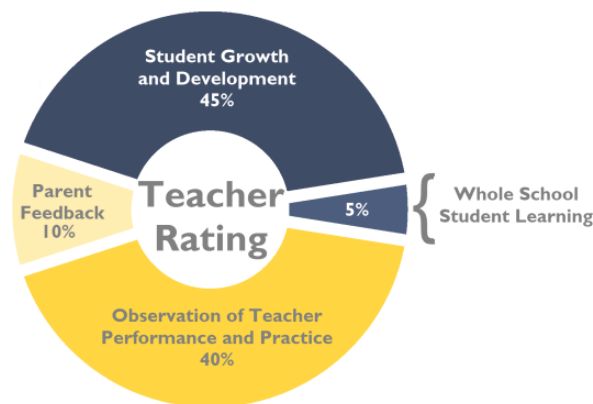 Student Growth
and Development
45%
Parent
Feedback
10%
Teacher
Rating
5%
Whole School
Student Learning
Observation of Teacher
Performance and Practice
40%